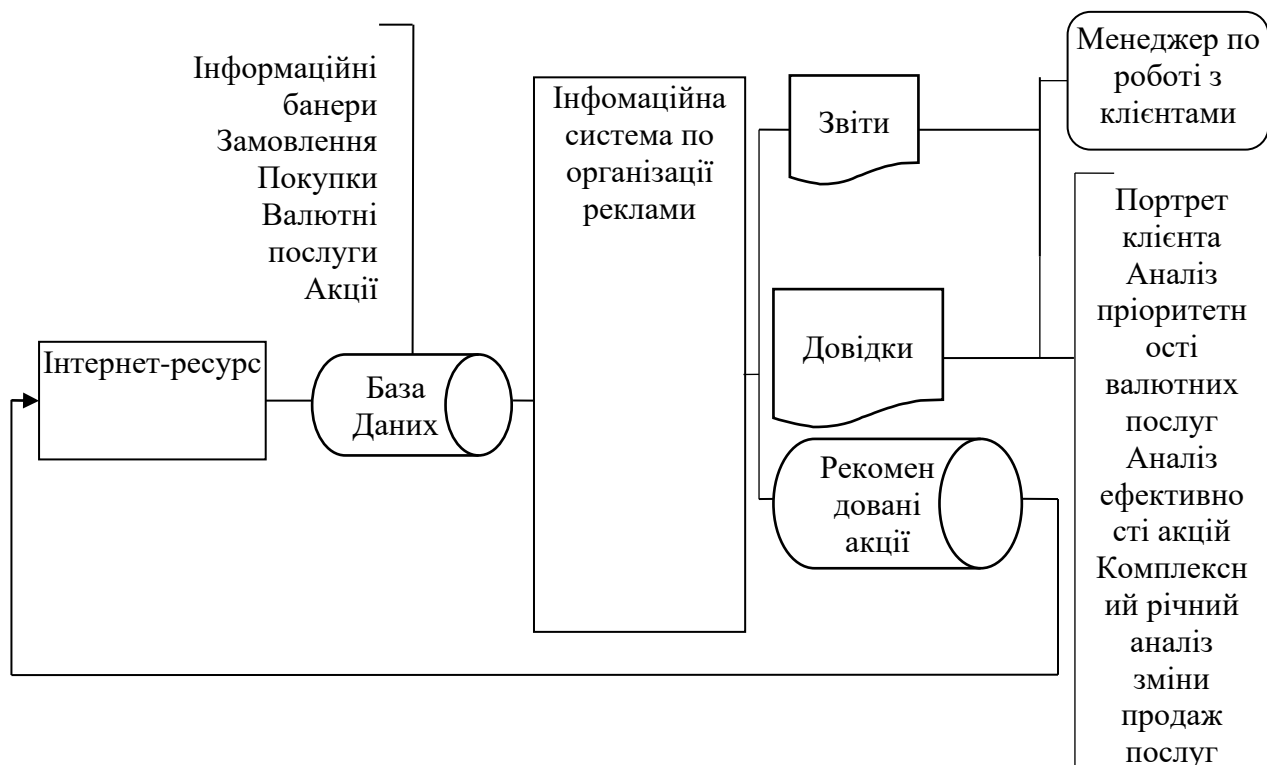 Інформаційні
банери
Замовлення
Покупки
Валютні
послуги
Акції
Інтернет-ресурс
База
Даних
Інфомаційна
система по
організації
реклами
Звіти
Довідки
Рекомен
довані
акції
Менеджер по
роботі з
клієнтами
Портрет
клієнта
Аналіз
пріоритетн
ості
валютних
послуг
Аналіз
ефективно
сті акцій
Комплексн
ий річний
аналіз
зміни
продаж
послуг